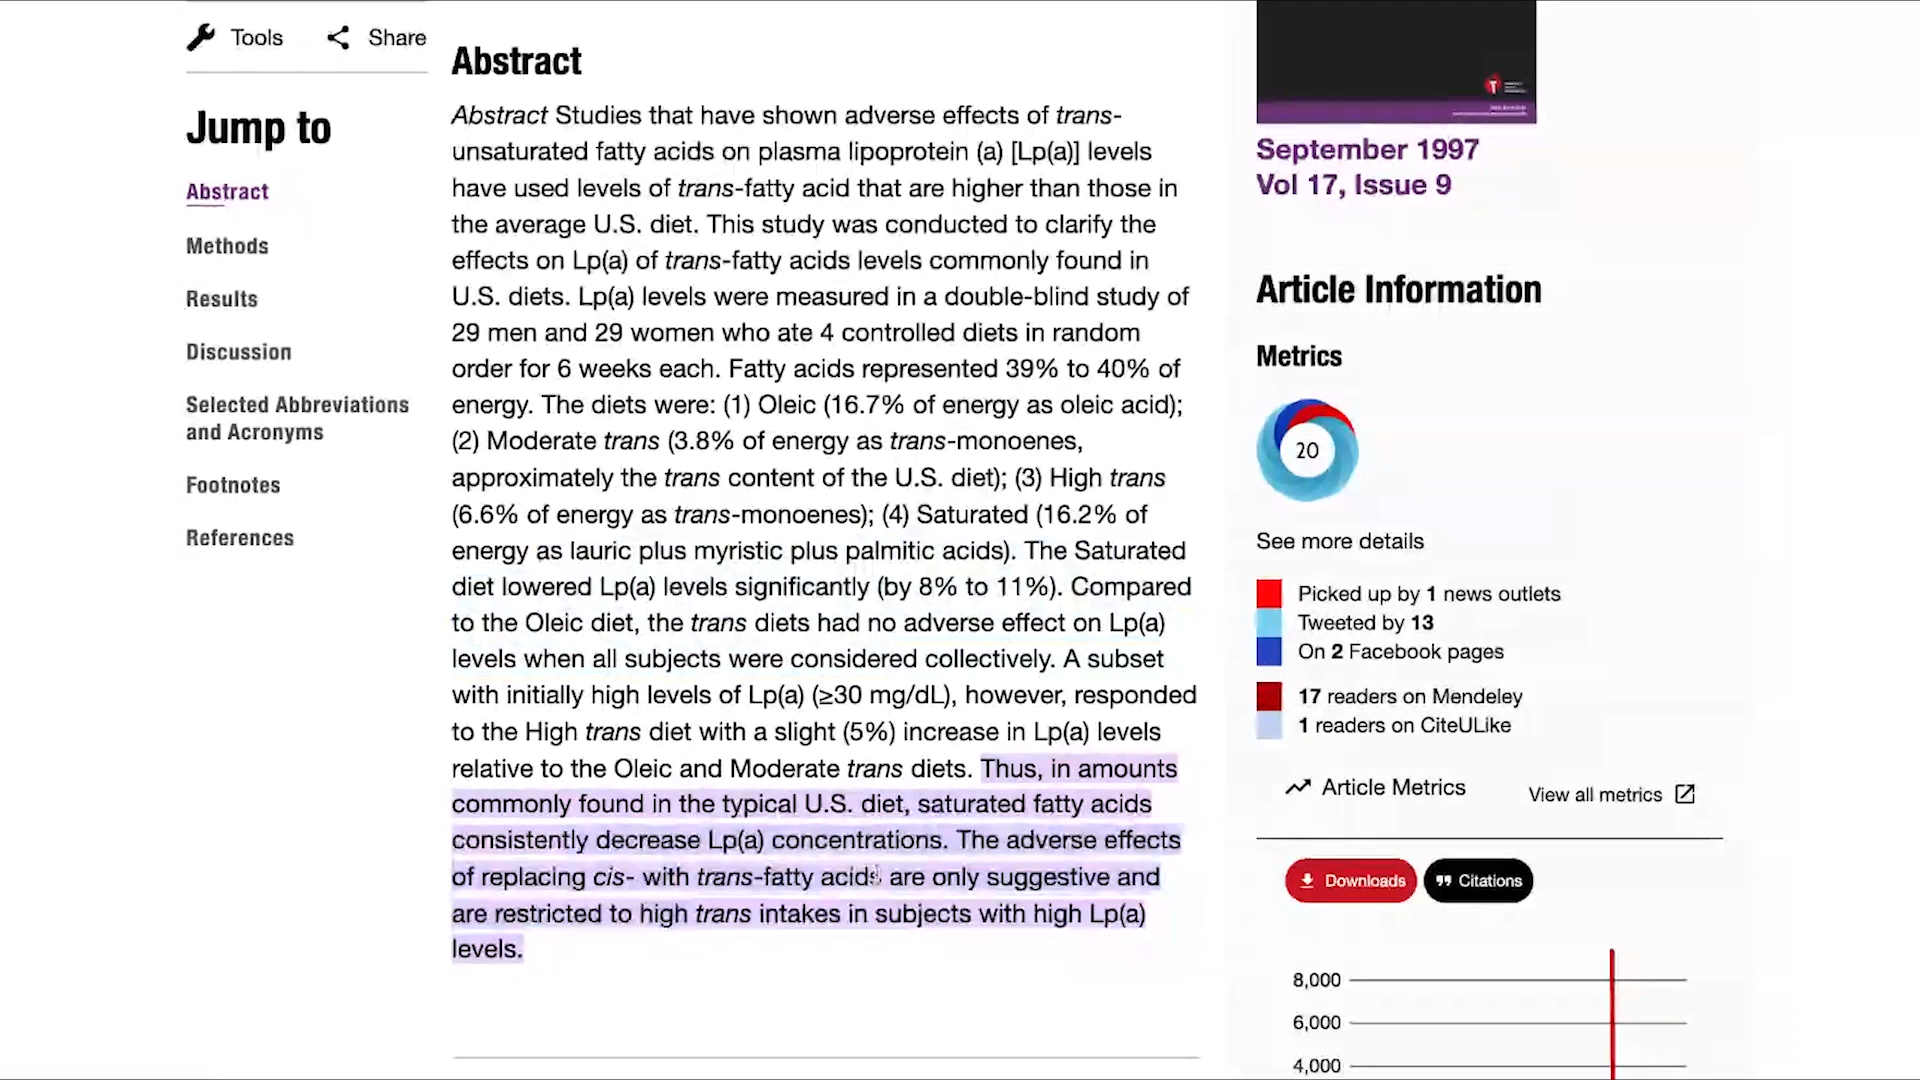 Tools
Share
Jump to
Abstract
Methods
Results
Discussion
Selected Abbreviations
and Acronyms
Footnotes
References
Abstract
Abstract Studies that have shown adverse effects of trans-
unsaturated fatty acids on plasma lipoprotein (a) [Lp(a)] levels
have used levels of trans-fatty acid that are higher than those in
the average U.S. diet. This study was conducted to clarify the
effects on Lp(a) of trans-fatty acids levels commonly found in
U.S. diets. Lp(a) levels were measured in a double-blind study of
29 men and 29 women who ate 4 controlled diets in random
order for 6 weeks each. Fatty acids represented 39% to 40% of
energy. The diets were: (1) Oleic (16.7% of energy as oleic acid);
(2) Moderate trans (3.8% of energy as trans-monoenes,
approximately the trans content of the U.S. diet); (3) High trans
(6.6% of energy as trans-monoenes); (4) Saturated (16.2% of
energy as lauric plus myristic plus palmitic acids). The Saturated
diet lowered Lp(a) levels significantly (by 8% to 11%). Compared
to the Oleic diet, the trans diets had no adverse effect on Lp(a)
levels when all subjects were considered collectively. A subset
with initially high levels of Lp(a) (≥30 mg/dL), however, responded
to the High trans diet with a slight (5%) increase in Lp(a) levels
relative to the Oleic and Moderate trans diets. Thus, in amounts
commonly found in the typical U.S. diet, saturated fatty acids
consistently decrease Lp(a) concentrations. The adverse effects
of replacing cis- with trans-fatty acids are only suggestive and
are restricted to high trans intakes in subjects with high Lp(a)
levels.
September 1997
Vol 17, Issue 9
Article Information
Metrics
20
See more details
Picked up by 1 news outlets
Tweeted by 13
On 2 Facebook pages
17 readers on Mendeley
1 readers on CiteULike
Article Metrics
View all metrics
Downloads
Citations
8,000
6,000
4,000